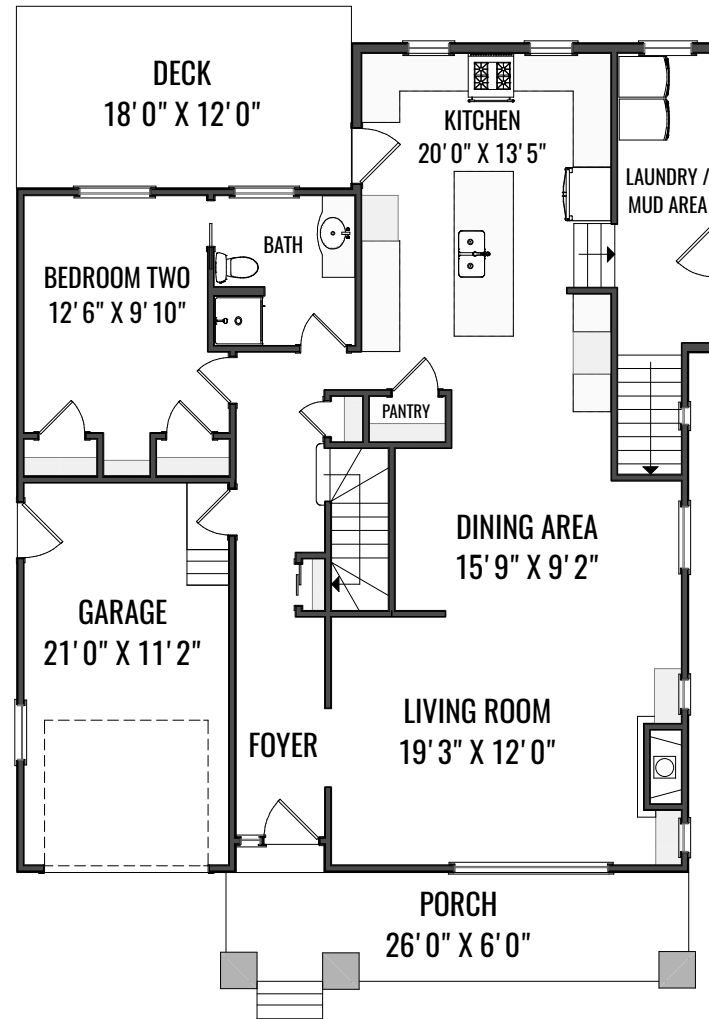 DECK
18'0" X 12'0"
KITCHEN
20'0" X 13'5"
LAUNDRY /
MUD AREA
BATH
BEDROOM TWO
12'6" X 9'10"
PANTRY
DINING AREA
15'9" X 9'2"
GARAGE
21'0" X 11'2"
LIVING ROOM
19'3" X 12'0"
FOYER
PORCH
26'0" X 6'0"